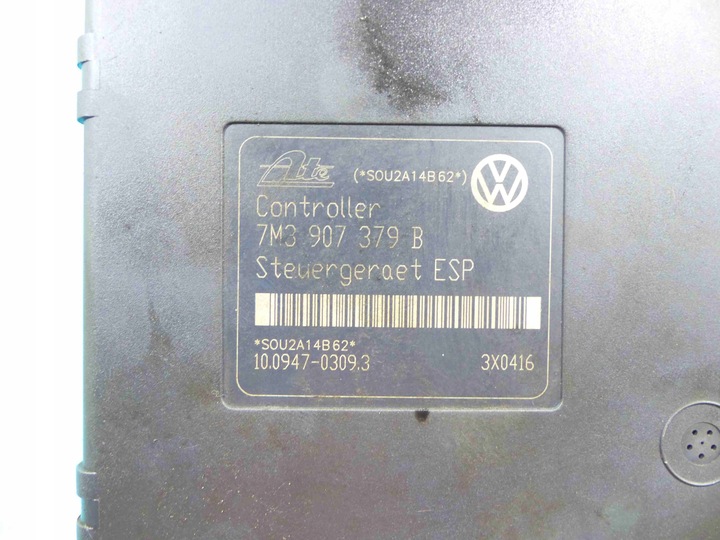 Ate (*SOU2A14B62*)
Controller
7M3 907 379 B
Steuergeraet ESP
*SOU2A14B62*
10.0947-0309.3 3X0416